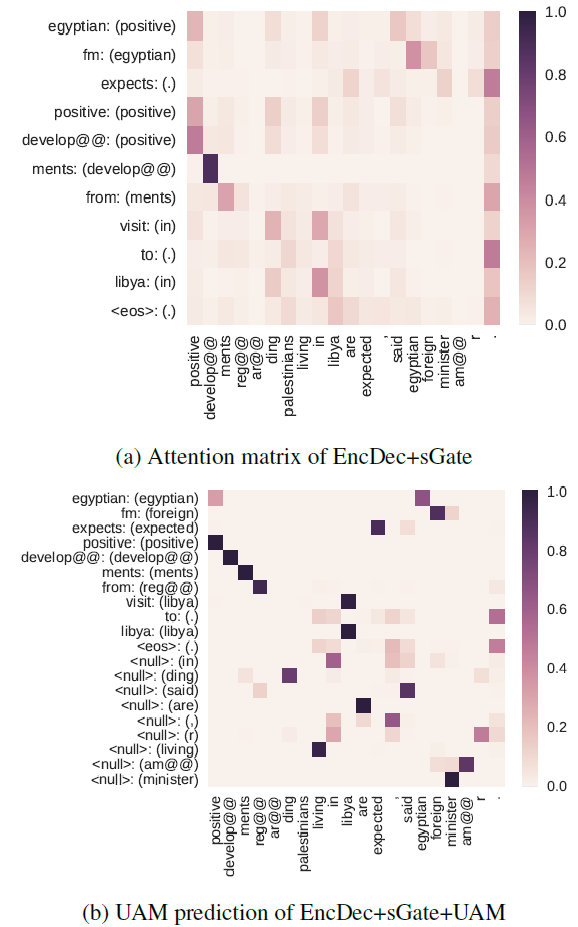 egyptian: (positive)
fm: (egyptian)
expects: (.)
positive: (positive)
develop@@: (positive)
ments: (develop@@)
from: (ments)
visit: (in)
to: (.)
libya: (in)
<eos>: (.)
1.0
0.8
0.6
0.4
0.2
0.0
positive
develop@@
ments
reg@@
ar@@
ding
palestinians
living
in
libya
are
expected
,
said
egyptian
foreign
minister
am@@
r
.
(a) Attention matrix of EncDec+sGate
egyptian: (egyptian)
fm: (foreign)
expects: (expected)
positive: (positive)
develop@@: (develop@@)
ments: (ments)
from: (reg@@)
visit: (libya)
to: (.)
libya: (libya)
<eos>: (.)
<null>: (in)
<null>: (ding)
<null>: (said)
<null>: (are)
<null>: (,)
<null>: (r)
<null>: (living)
<null>: (am@@)
<null>: (minister)
1.0
0.8
0.6
0.4
0.2
0.0
positive
develop@@
ments
reg@@
ar@@
ding
palestinians
living
in
libya
are
expected
,
said
egyptian
foreign
minister
am@@
r
.
(b) UAM prediction of EncDec+sGate+UAM